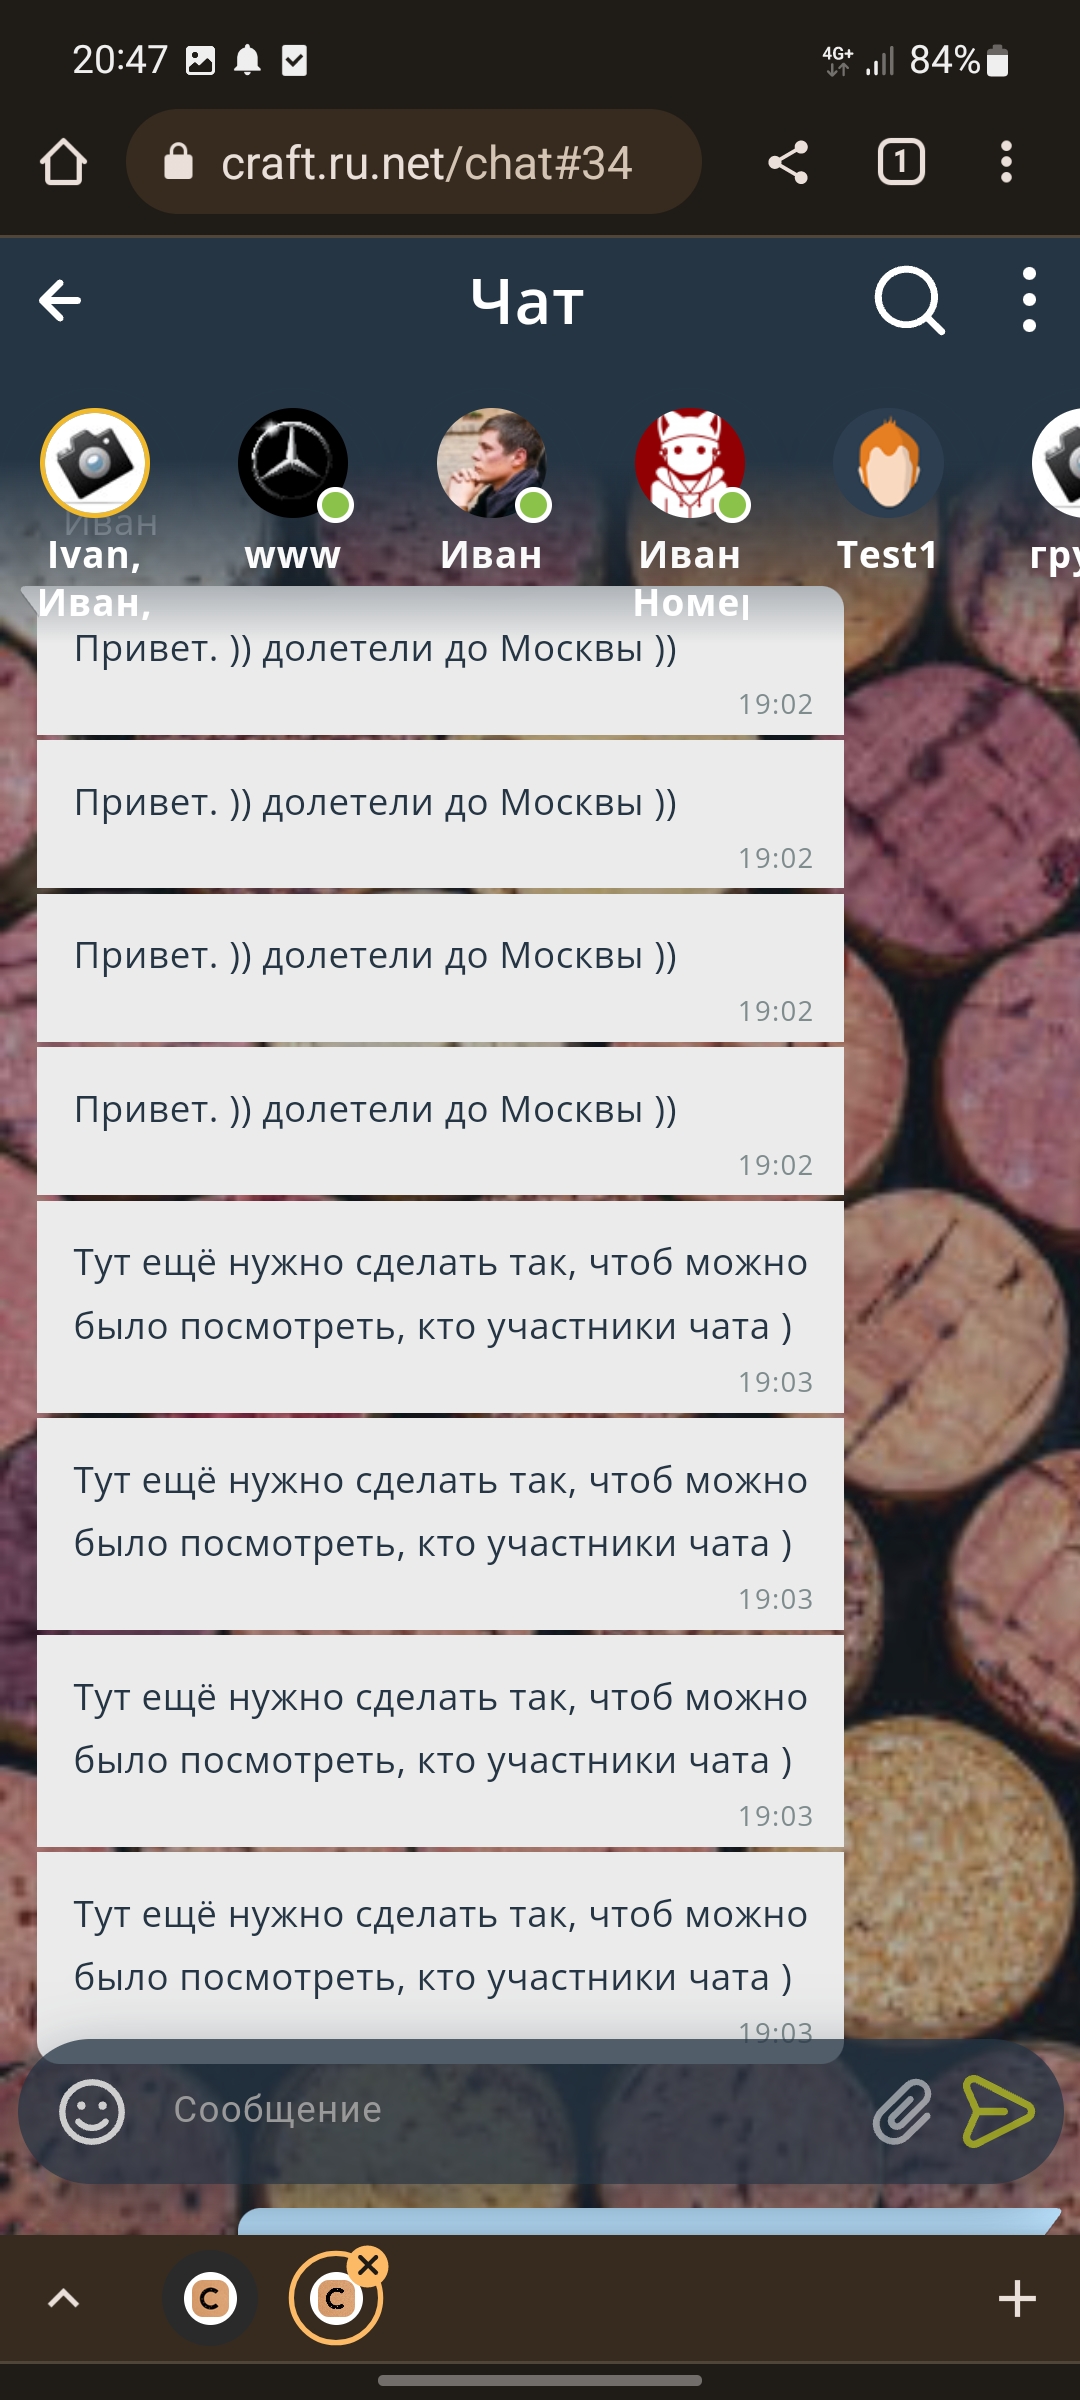 20:47
4G+ 84%
craft.ru.net/chat#34
1
Чат
Иван
Ivan, www Иван Иван Test1
Иван,
Привет. )) долетели до Москвы ))
19:02
Привет. )) долетели до Москвы ))
19:02
Привет. )) долетели до Москвы ))
19:02
Привет. )) долетели до Москвы ))
19:02
Тут ещё нужно сделать так, чтоб можно
было посмотреть, кто участники чата )
19:03
Тут ещё нужно сделать так, чтоб можно
было посмотреть, кто участники чата )
19:03
Тут ещё нужно сделать так, чтоб можно
было посмотреть, кто участники чата )
19:03
Тут ещё нужно сделать так, чтоб можно
было посмотреть, кто участники чата )
19:03
Сообщение
C C